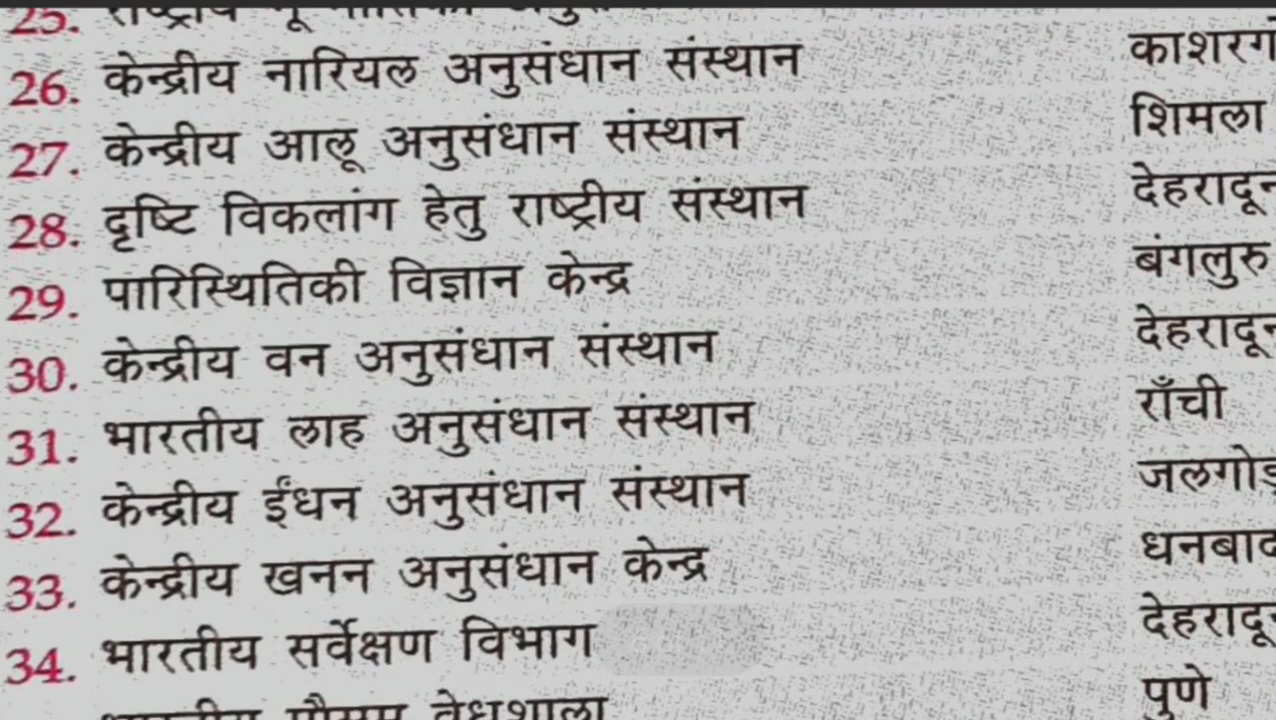 25.
26. केन्द्रीय नारियल अनुसंधान संस्थान
27. केन्द्रीय आलू अनुसंधान संस्थान शिमला
28. दृष्टि विकलांग हेतु राष्ट्रीय संस्थान
29. पारिस्थितिकी विज्ञान केन्द्र बंगलुरु
30. केन्द्रीय वन अनुसंधान संस्थान
31. भारतीय लाह अनुसंधान संस्थान राँची
32. केन्द्रीय ईंधन अनुसंधान संस्थान
33. केन्द्रीय खनन अनुसंधान केन्द्र
34. भारतीय सर्वेक्षण विभाग
पुणे